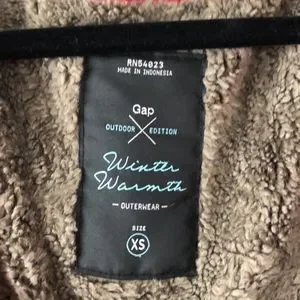 RN54023
MADE IN INDONESIA
Gap
OUTDOOR EDITION
Winter
Warmth
—OUTERWEAR—
SIZE
XS